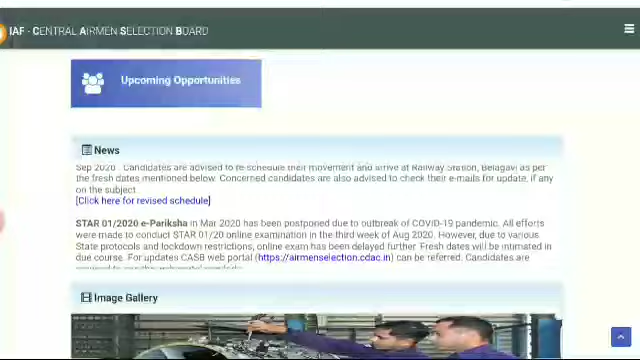 IAF - CENTRAL AIRMEN SELECTION BOARD
Upcoming Opportunities
News
Sep 2020. Candidates are advised to re-schedule their movement and arrive at Railway Station, Belagavi as per
the fresh dates mentioned below. Concerned candidates are also advised to check their e-mails for update, if any
on the subject.
[Click here for revised schedule]
STAR 01/2020 e-Pariksha in Mar 2020 has been postponed due to outbreak of COVID-19 pandemic. All efforts
were made to conduct STAR 01/20 online examination in the third week of Aug 2020. However, due to various
State protocols and lockdown restrictions, online exam has been delayed further. Fresh dates will be intimated in
due course. For updates CASB web portal (https://airmenselection.cdac.in) can be referred. Candidates are
Image Gallery